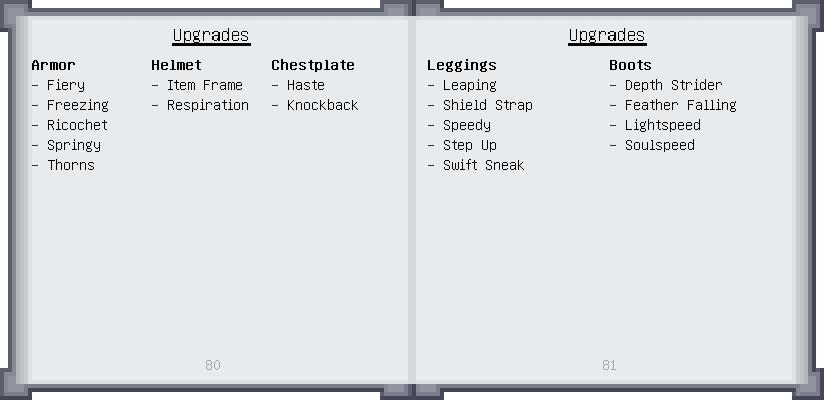 Upgrades
Armor
- Fiery
- Freezing
- Ricochet
- Springy
- Thorns
Helmet
- Item Frame
- Respiration
Chestplate
- Haste
- Knockback
80
Upgrades
Leggings
- Leaping
- Shield Strap
- Speedy
- Step Up
- Swift Sneak
Boots
- Depth Strider
- Feather Falling
- Lightspeed
- Soulspeed
81